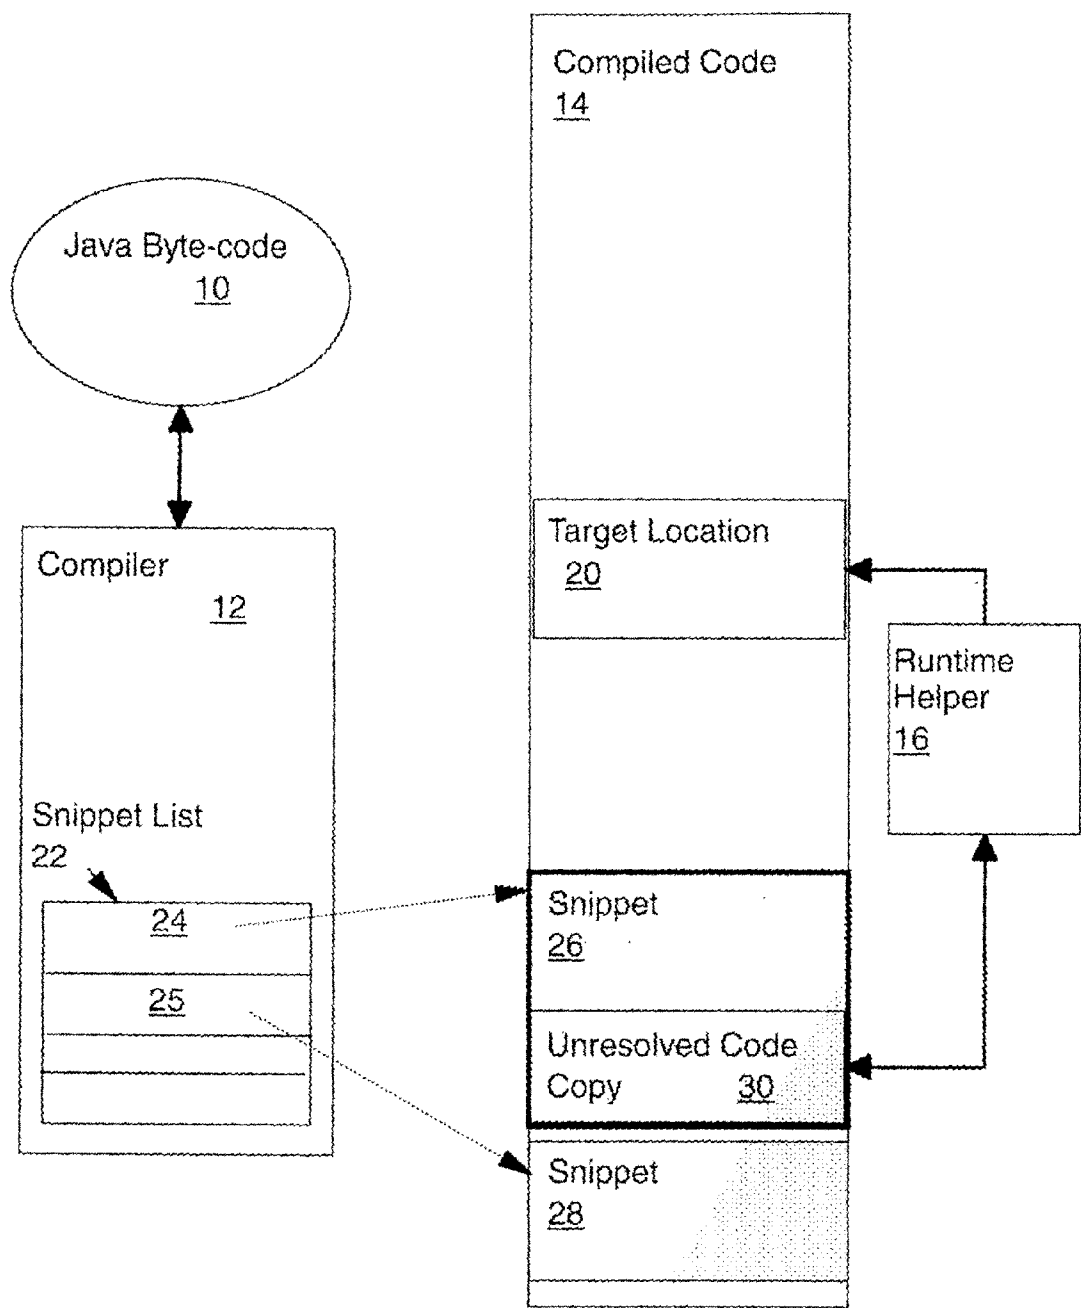 Compiled Code
14
Java Byte-code
10
Target Location
20
Compiler
12
Runtime
Helper
16
Snippet List
22
24
25
Snippet
26
Unresolved Code
Copy 30
Snippet
28